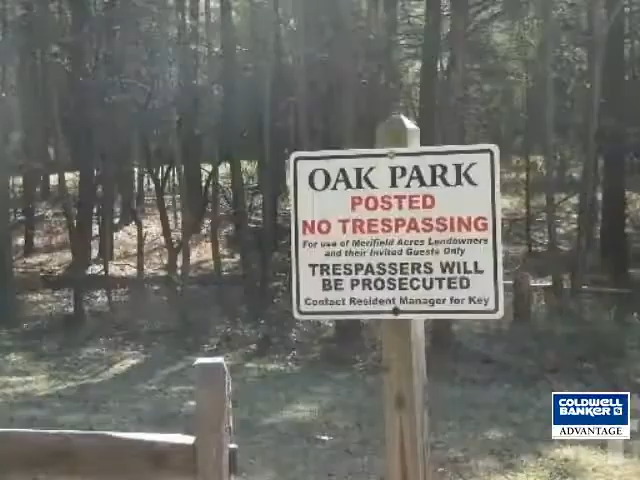 OAK PARK
POSTED
NO TRESPASSING
For use of Merifield Acres Landowners
and their Invited Guests Only
TRESPASSERS WILL
BE PROSECUTED
Contact Resident Manager for Key
COLDWELL
BANKER
ADVANTAGE